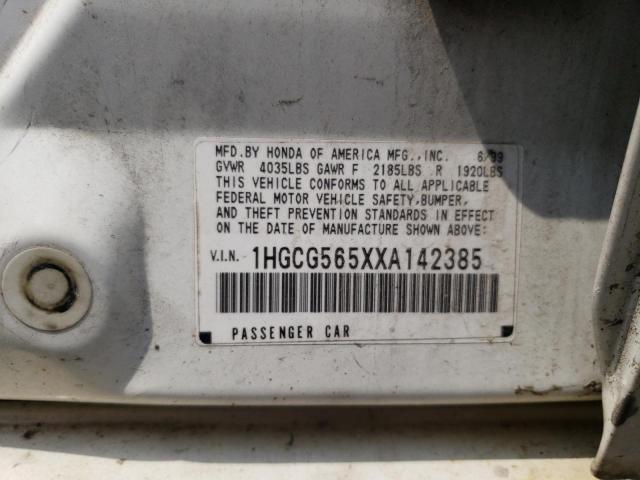 MFD.BY HONDA OF AMERICA MFG.,INC. 6/99
GVWR 4035LBS GAWR F 2185LBS R 1920LBS
THIS VEHICLE CONFORMS TO ALL APPLICABLE
FEDERAL MOTOR VEHICLE SAFETY,BUMPER,
AND THEFT PREVENTION STANDARDS IN EFFECT
ON THE DATE OF MANUFACTURE SHOWN ABOVE:
V.I.N. 1HGCG565XXA142385
PASSENGER CAR